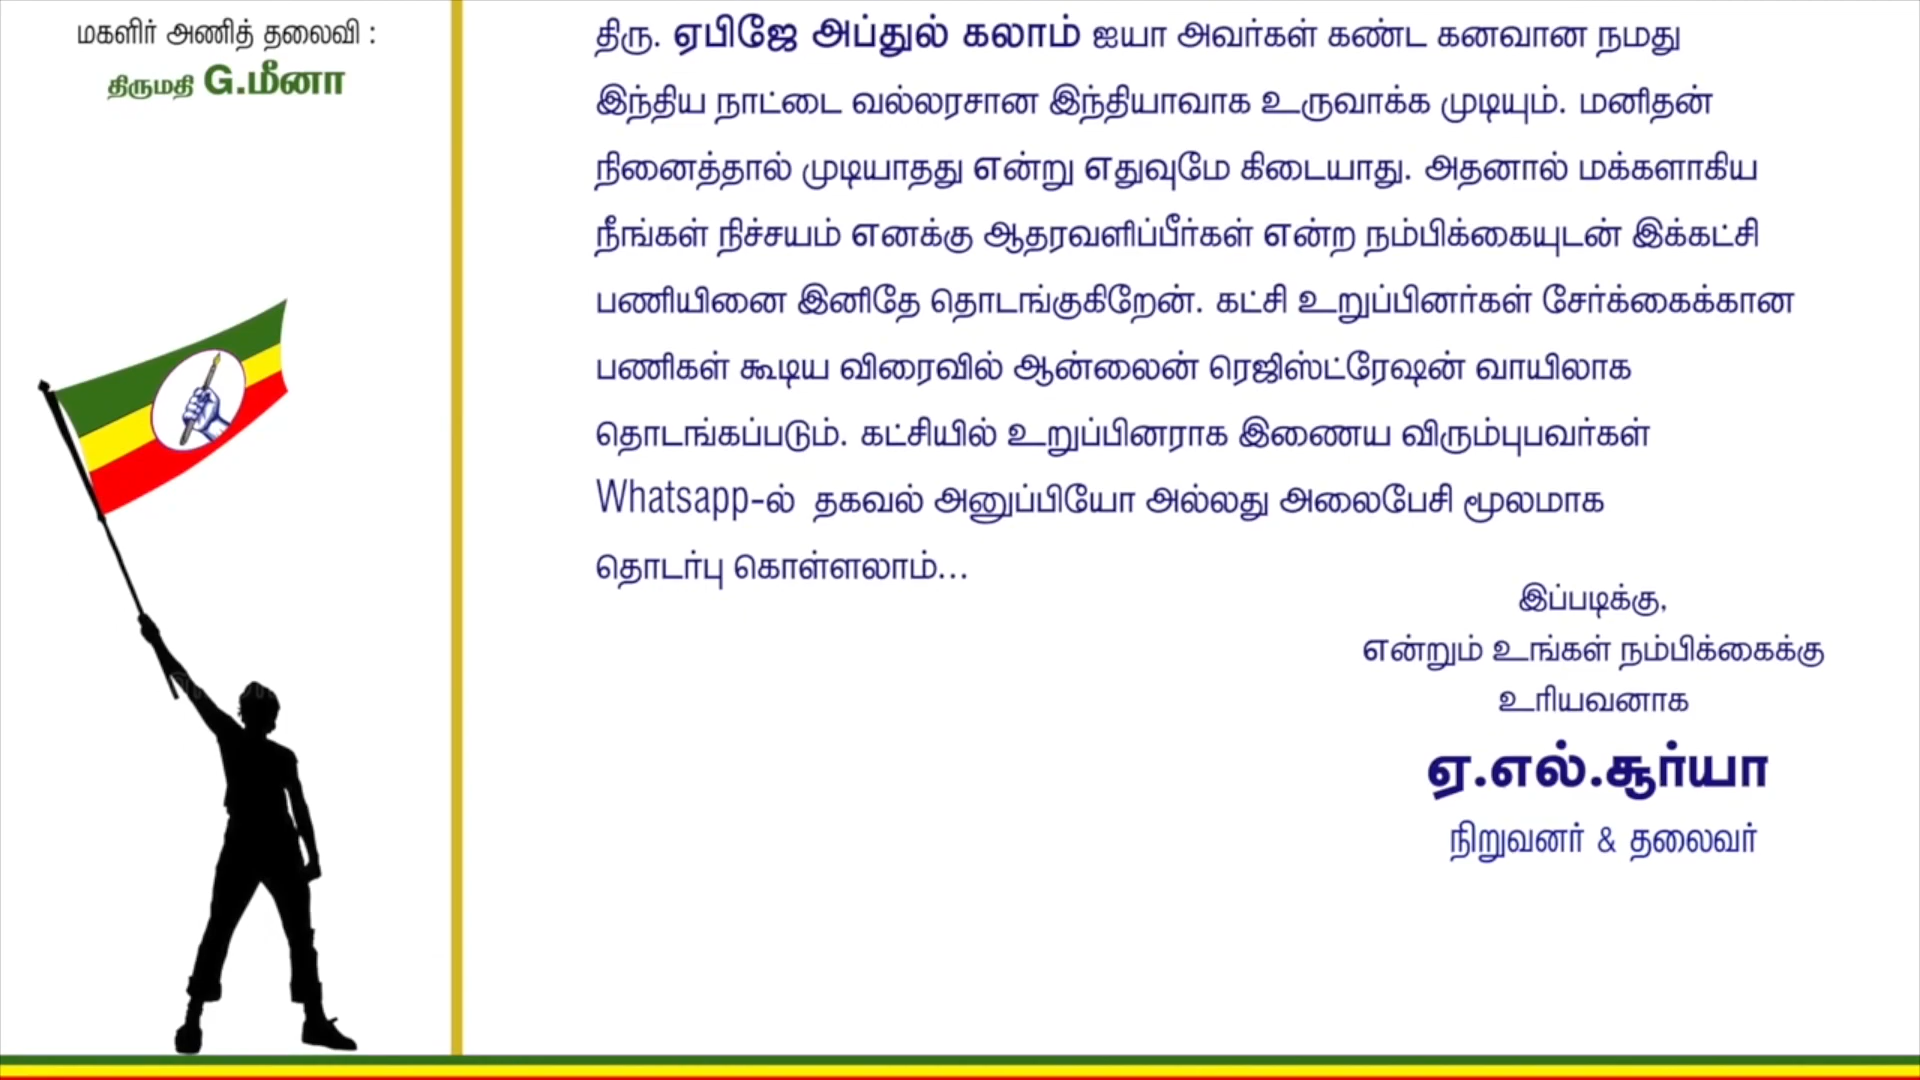 மகளிர் அணித் தலைவி :
திருமதி G.மீனா
திரு. ஏபிஜே அப்துல் கலாம் ஐயா அவர்கள் கண்ட கனவான நமது
இந்திய நாட்டை வல்லரசான இந்தியாவாக உருவாக்க முடியும். மனிதன்
நினைத்தால் முடியாதது என்று எதுவுமே கிடையாது. அதனால் மக்களாகிய
நீங்கள் நிச்சயம் எனக்கு ஆதரவளிப்பீர்கள் என்ற நம்பிக்கையுடன் இக்கட்சி
பணியினை இனிதே தொடங்குகிறேன். கட்சி உறுப்பினர்கள் சேர்க்கைக்கான
பணிகள் கூடிய விரைவில் ஆன்லைன் ரெஜிஸ்ட்ரேஷன் வாயிலாக
தொடங்கப்படும். கட்சியில் உறுப்பினராக இணைய விரும்புபவர்கள்
Whatsapp-ல் தகவல் அனுப்பியோ அல்லது அலைபேசி மூலமாக
தொடர்பு கொள்ளலாம்...
இப்படிக்கு,
என்றும் உங்கள் நம்பிக்கைக்கு
உரியவனாக
ஏ.எல்.சூர்யா
நிறுவனர் & தலைவர்